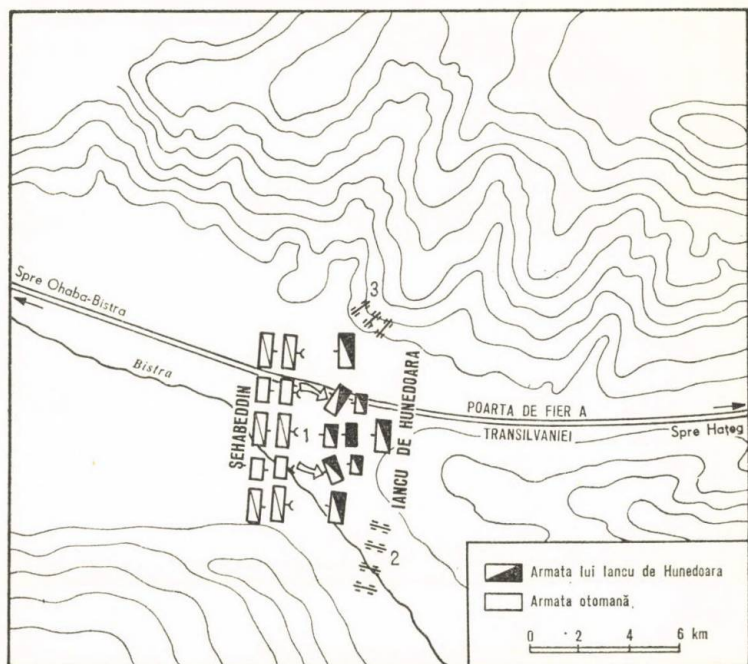 3
Spre Ohaba-Bistra
Bistra
ŞEHABEDDIN
1
IANCU DE HUNEDOARA
POARTA DE FIER A
TRANSILVANIEI
Spre Haţeg
2
Armata lui Iancu de Hunedoara
Armata otomană
0 2 4 6 km